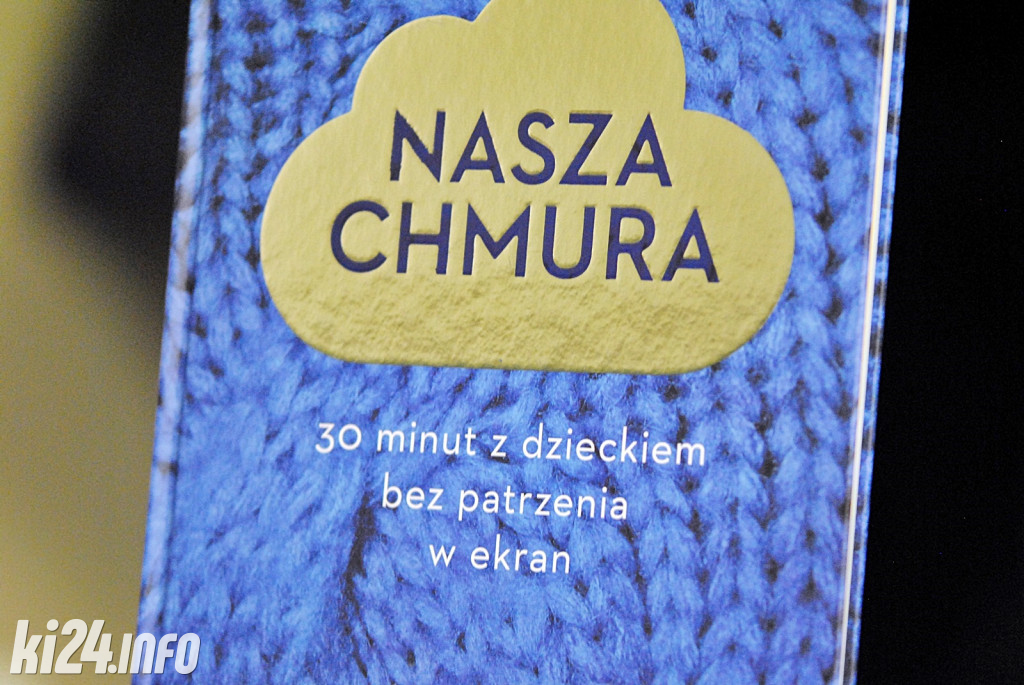 NASZA
CHMURA
30 minut z dzieckiem
bez patrzenia
w ekran
ki24.info